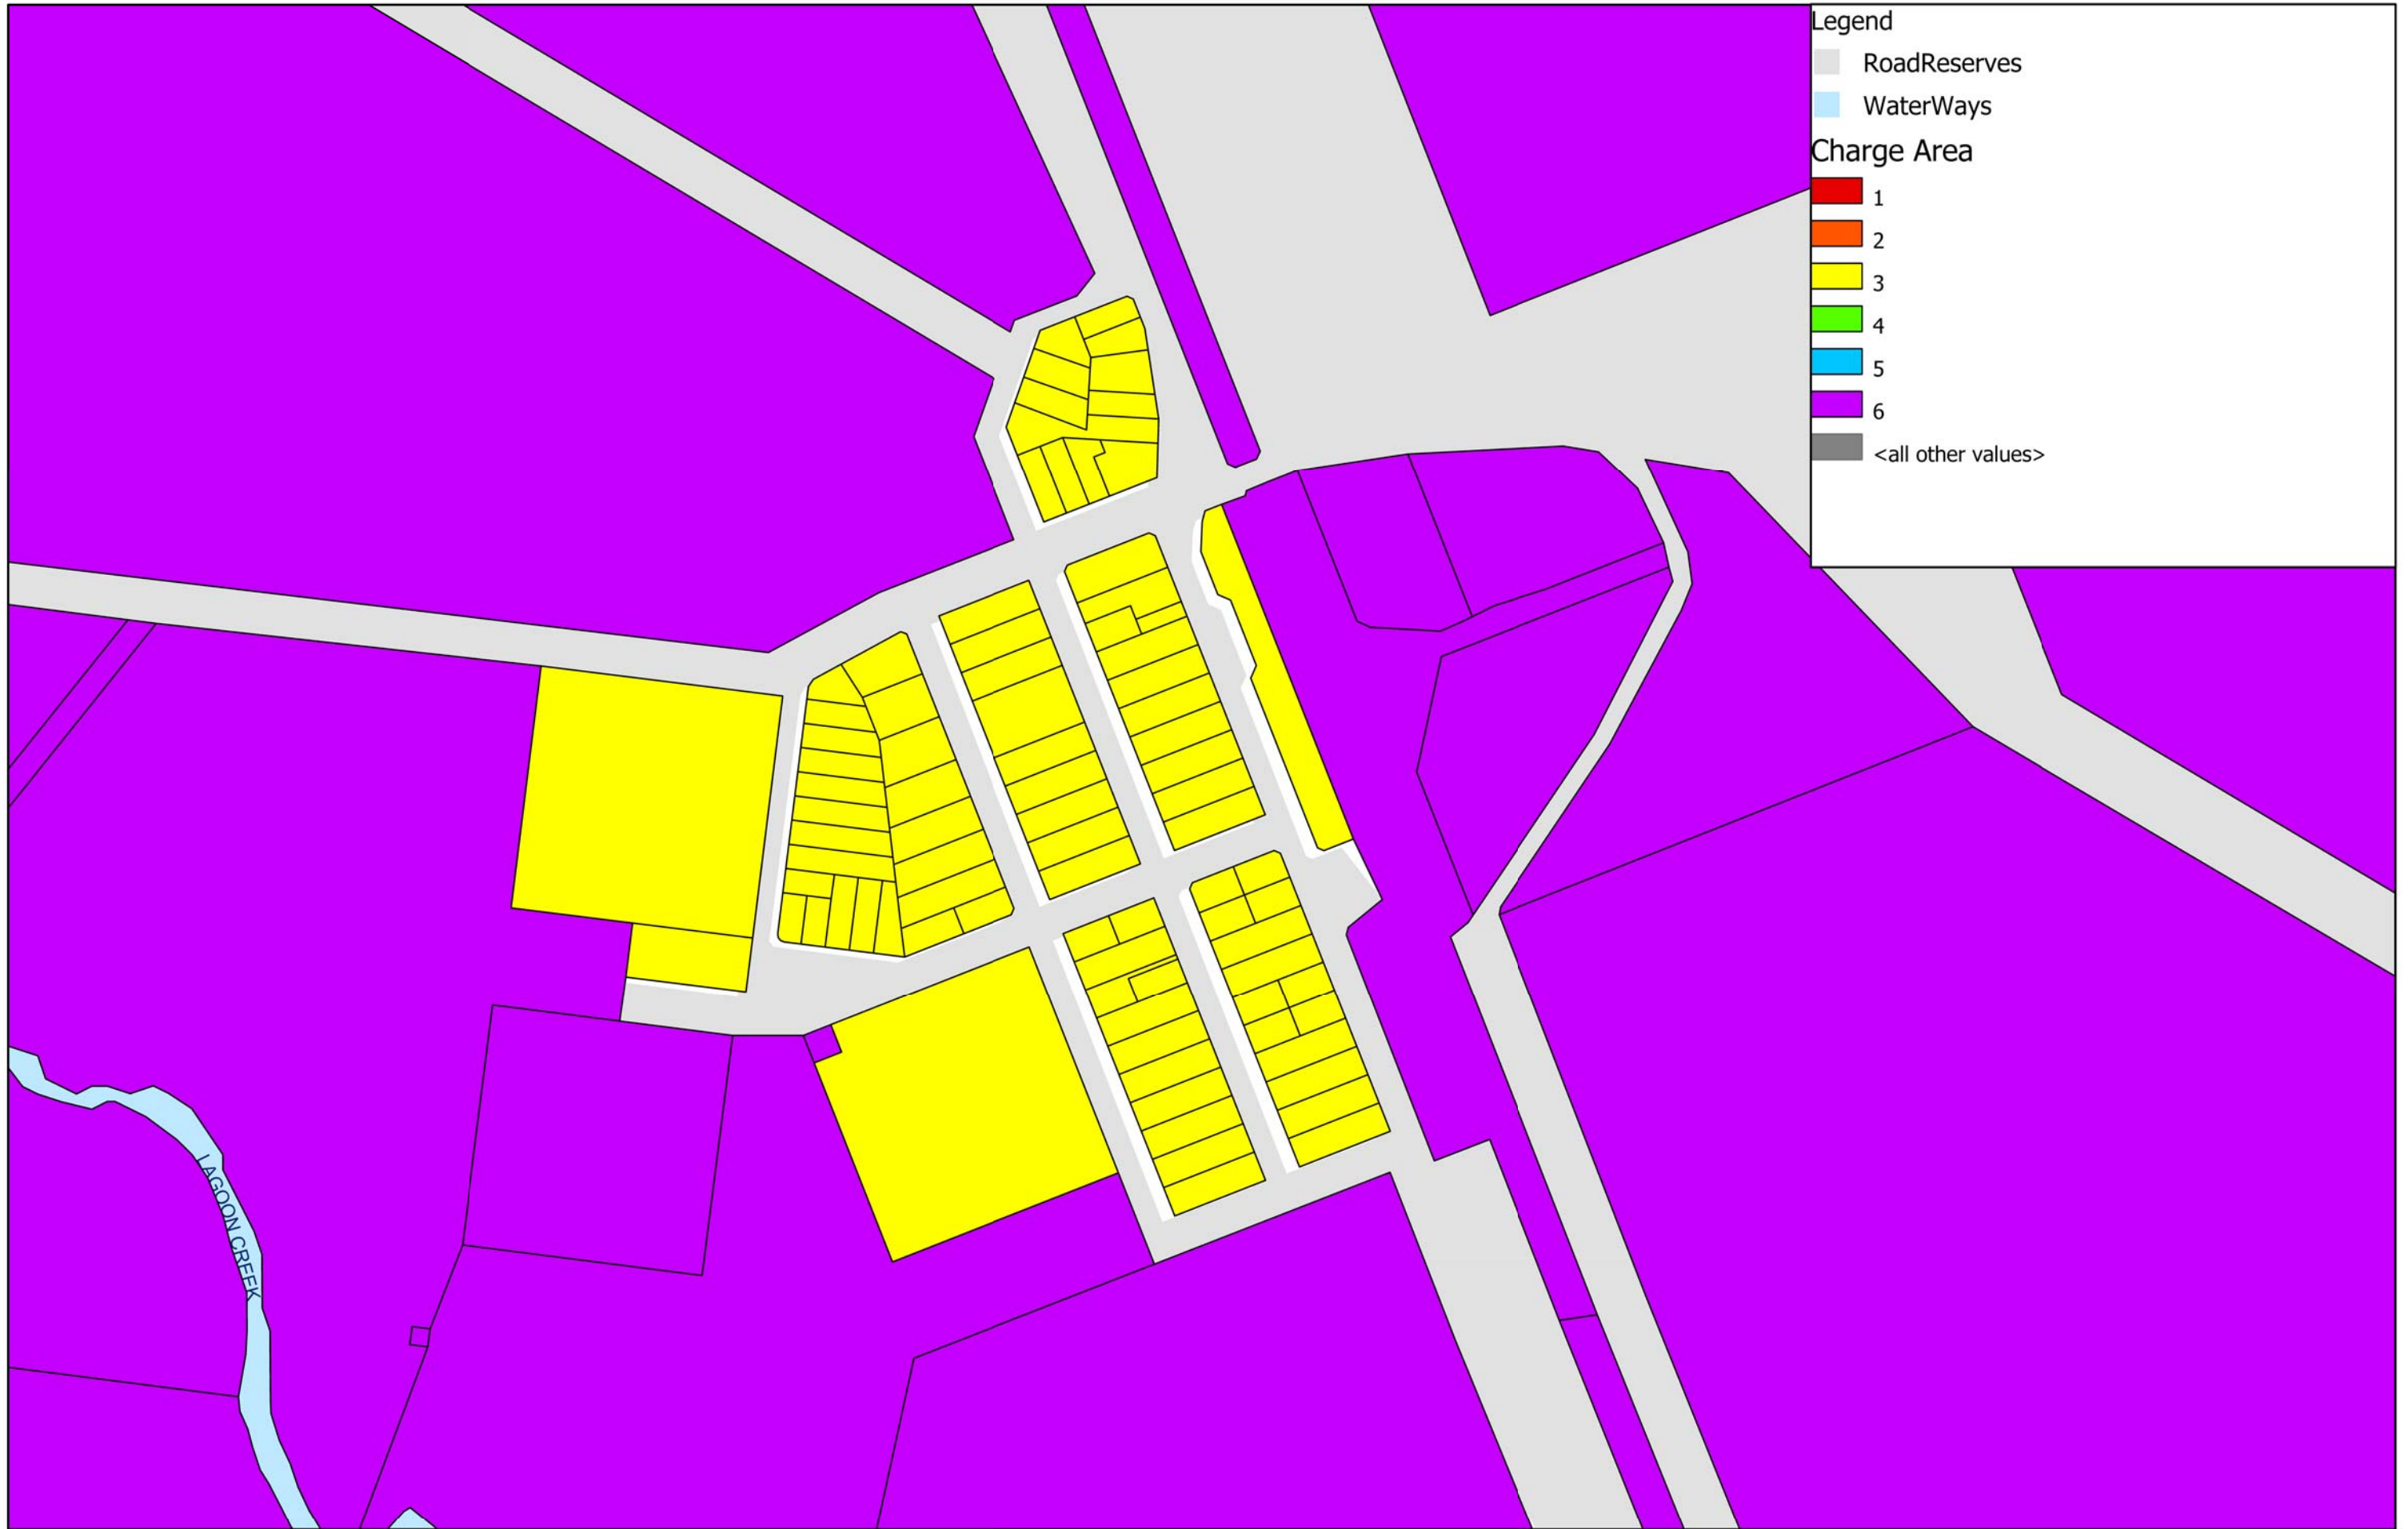 Legend
RoadReserves
WaterWays
Charge Area
1
2
3
4
5
6
<all other values>
LAGOON CREEK